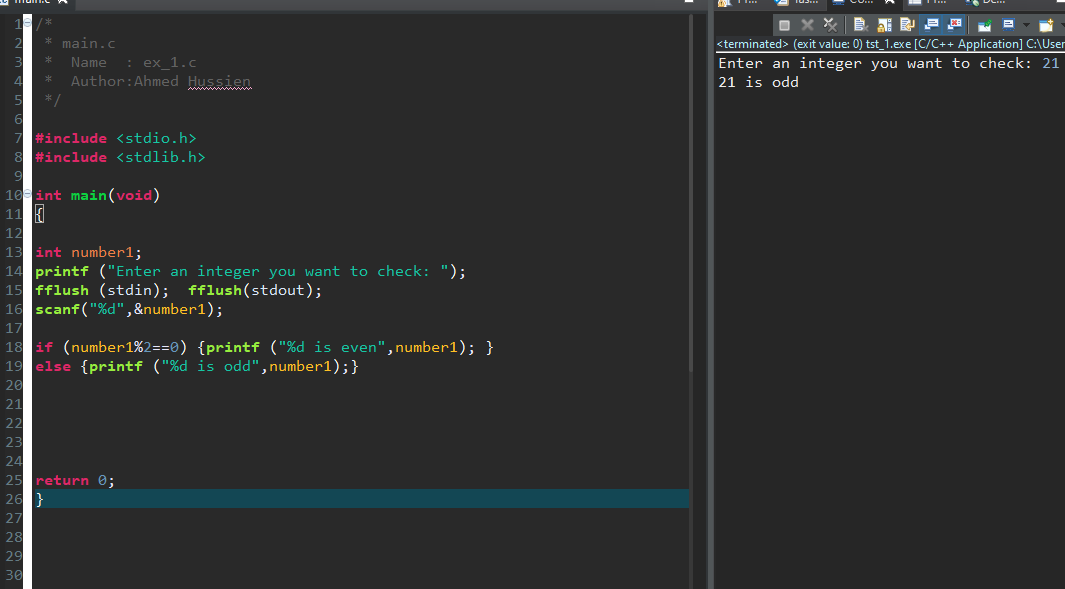 main.c
1 /*
2 * main.c
3 * Name : ex_1.c
4 * Author:Ahmed Hussien
5 */
6
7 #include <stdio.h>
8 #include <stdlib.h>
9
10 int main(void)
11 {
12
13 int number1;
14 printf ("Enter an integer you want to check: ");
15 fflush (stdin); fflush(stdout);
16 scanf("%d",&number1);
17
18 if (number1%2==0) {printf ("%d is even",number1); }
19 else {printf ("%d is odd",number1);}
20
21
22
23
24
25 return 0;
26 }
27
28
29
30
<terminated> (exit value: 0) tst_1.exe [C/C++ Application] C:\User
Enter an integer you want to check: 21
21 is odd